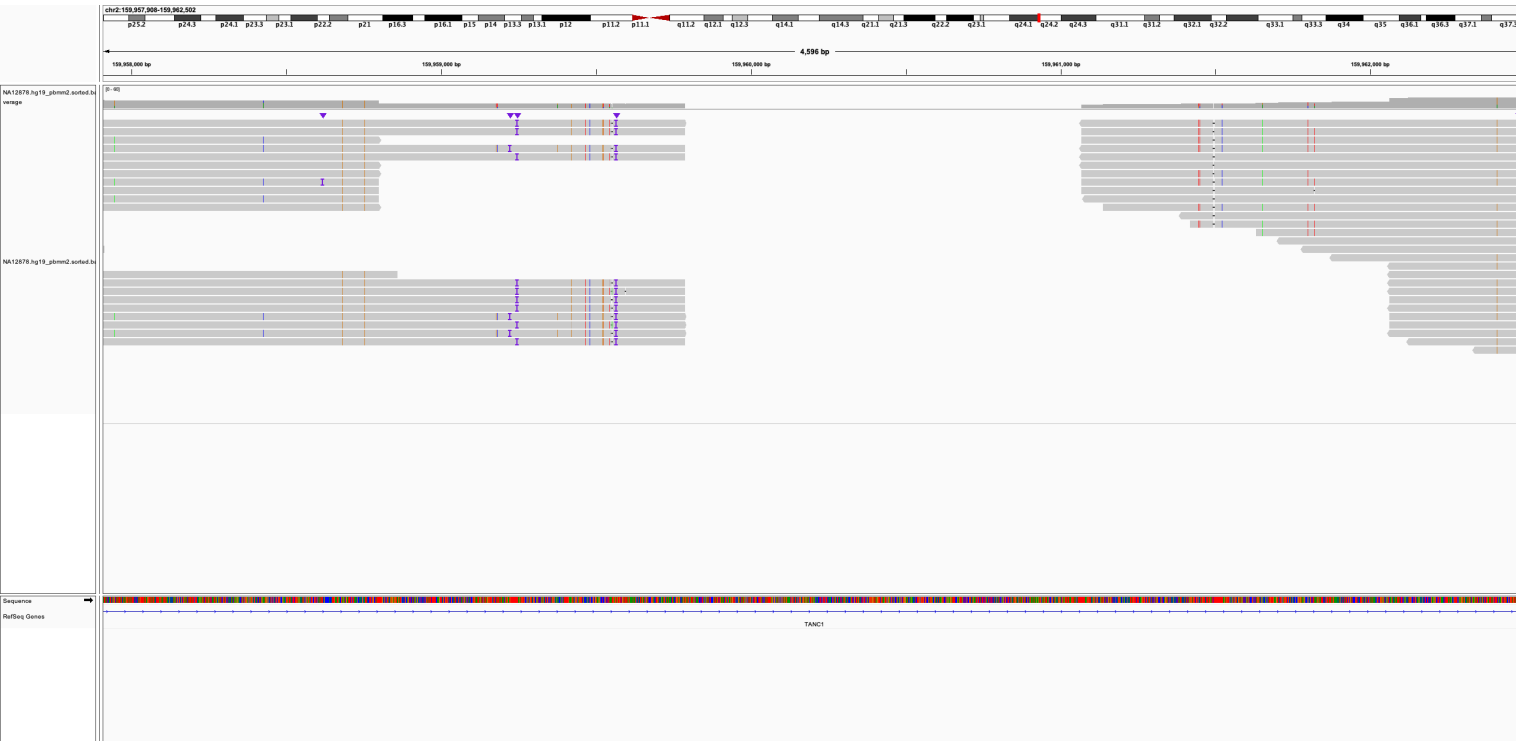 chr2:159,957,908-159,962,502
p25.2 p24.3 p24.1 p23.3 p23.1 p22.2 p21 p16.3 p16.1 p15 p14 p13.3 p13.1 p12 p11.2 p11.1 q11.2 q12.1 q12.3 q14.1 q14.3 q21.1 q21.3 q22.2 q23.1 q24.1 q24.2 q24.3 q31.1 q31.2 q32.1 q32.2 q33.1 q33.3 q34 q35 q36.1 q36.3 q37.1 q37.3
4,596 bp
159,958,000 bp 159,959,000 bp 159,960,000 bp 159,961,000 bp 159,962,000 bp
NA12878.hg19_pbmm2.sorted.ba
verage
[0 - 60]
NA12878.hg19_pbmm2.sorted.ba
Sequence
RefSeq Genes
TANC1